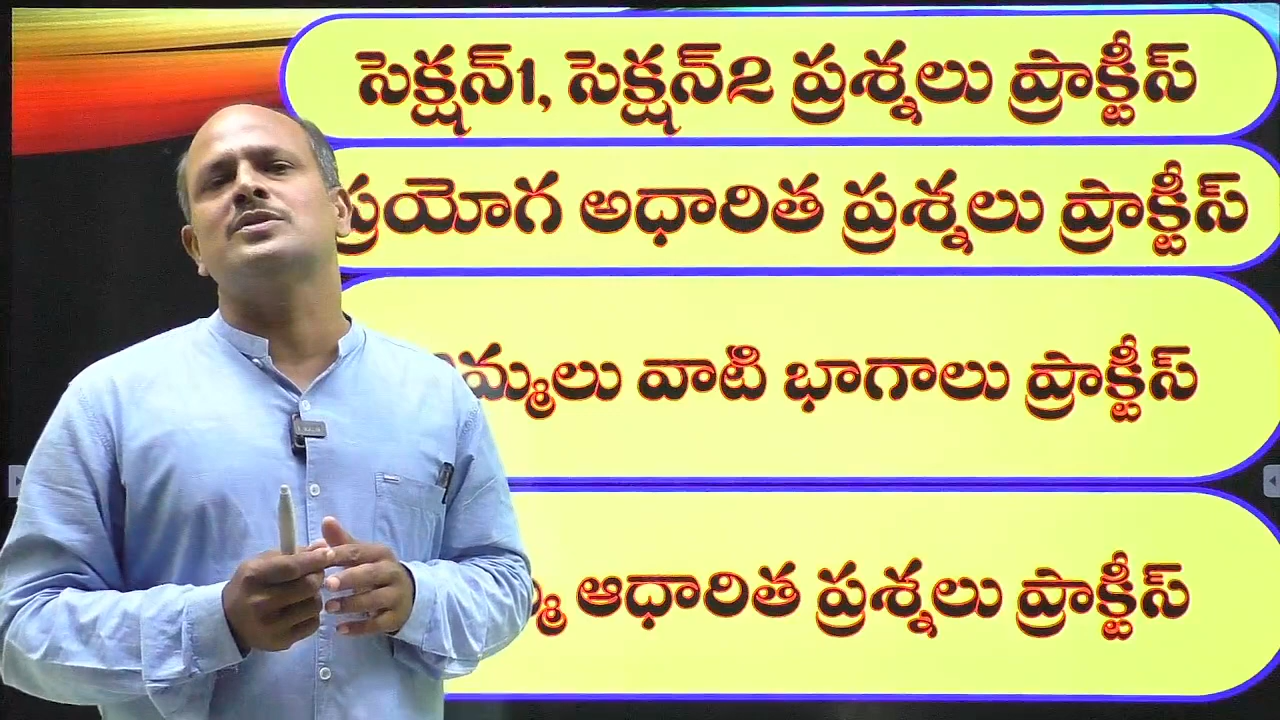 సెక్షన్1, సెక్షన్2 ప్రశ్నలు ప్రాక్టీస్
ప్రయోగ అధారిత ప్రశ్నలు ప్రాక్టీస్
వాటి భాగాలు ప్రాక్టీస్
ఆధారిత ప్రశ్నలు ప్రాక్టీస్